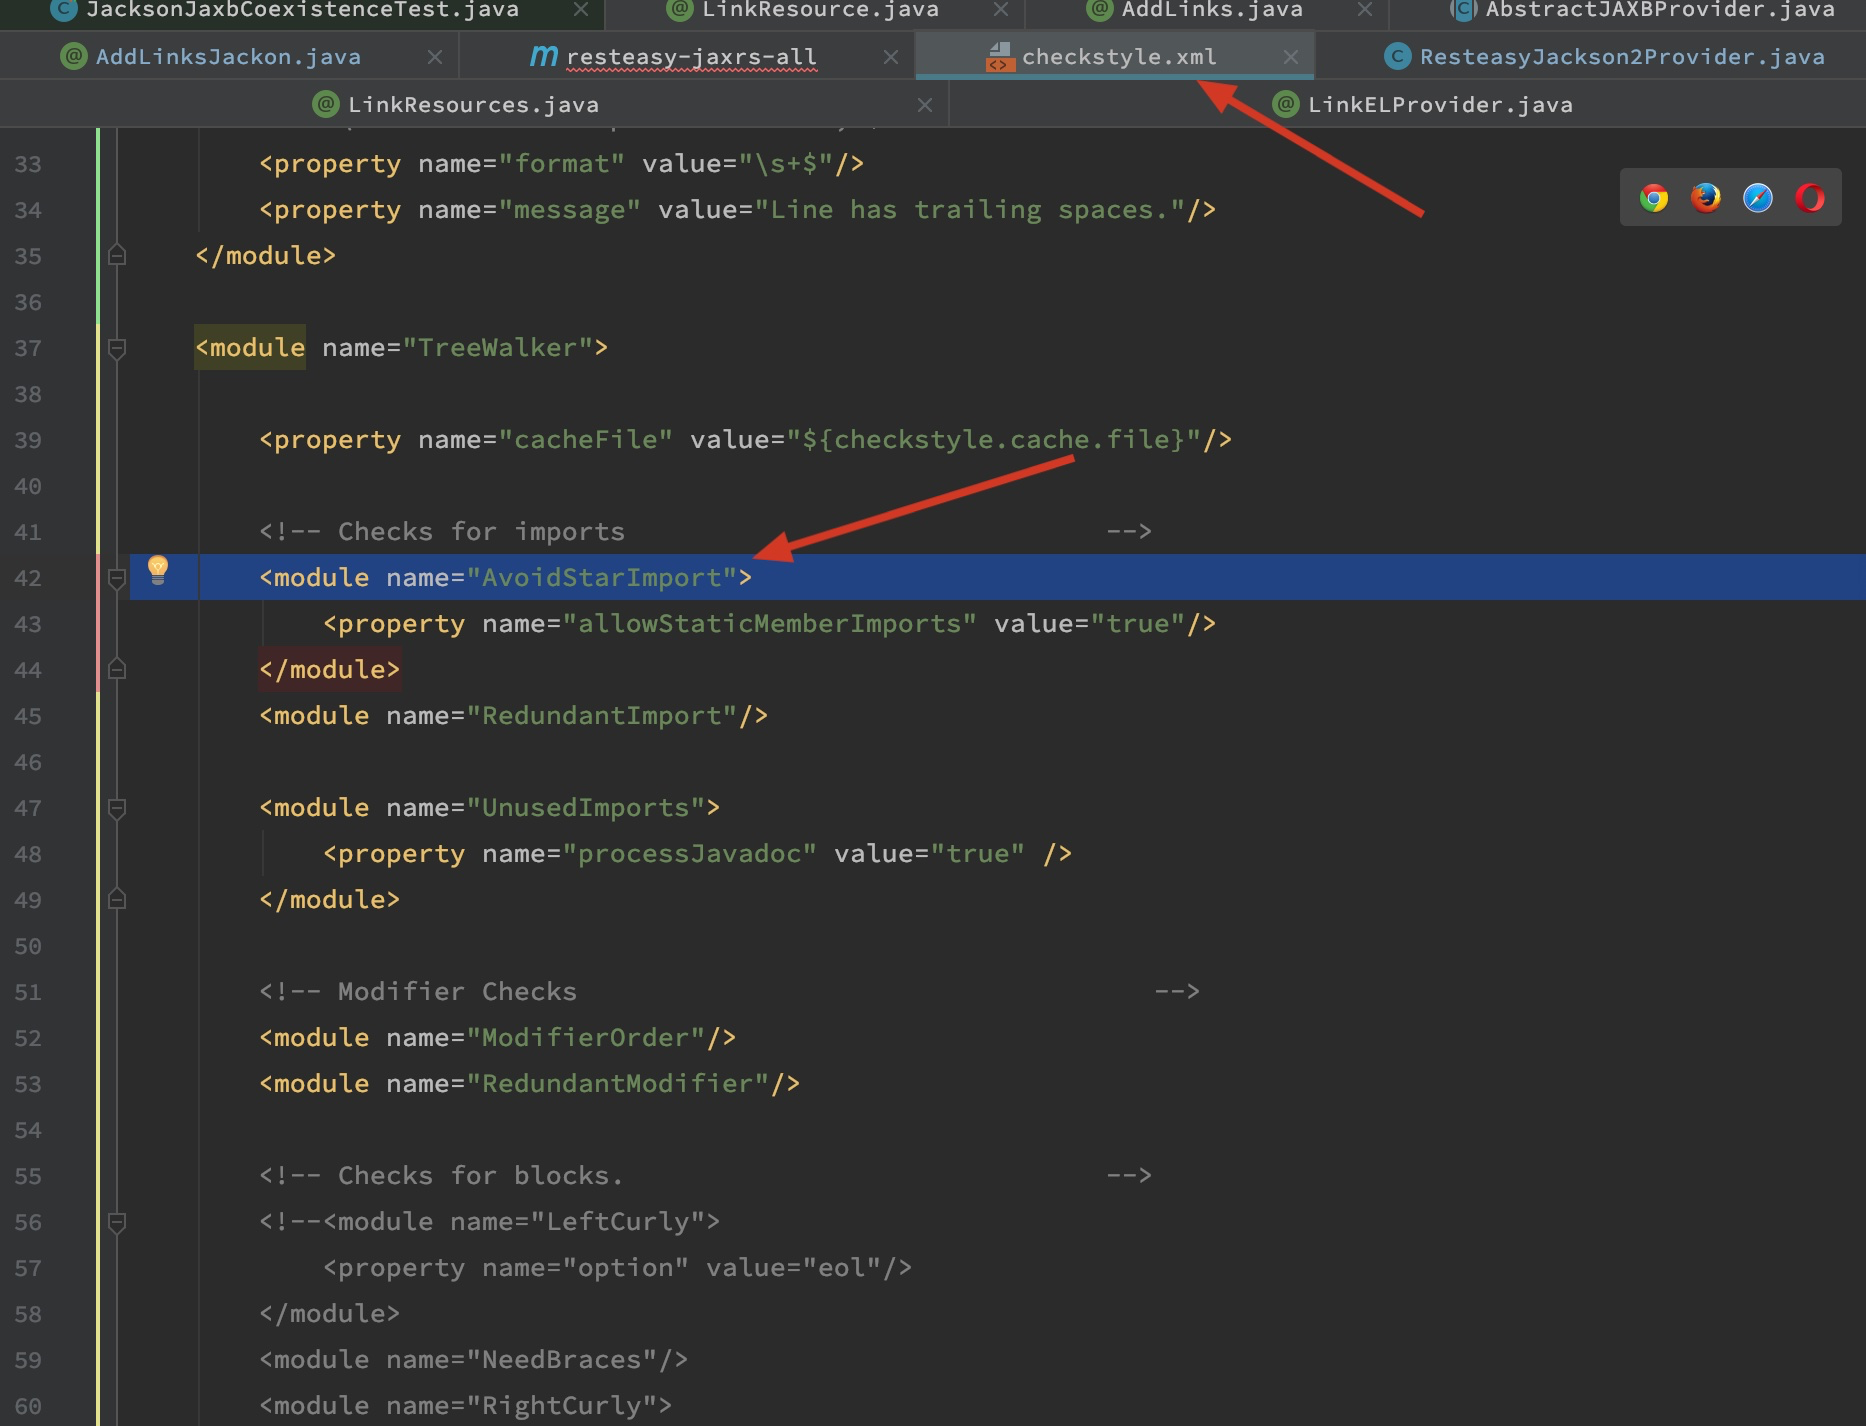 JacksonJaxbCoexistenceTest.java LinkResource.java AddLinks.java AbstractJAXBProvider.java
AddLinksJackon.java resteasy-jaxrs-all checkstyle.xml ResteasyJackson2Provider.java
LinkResources.java LinkELProvider.java
33 <property name="format" value="\s+$"/>
34 <property name="message" value="Line has trailing spaces."/>
35 </module>
36
37 <module name="TreeWalker">
38
39 <property name="cacheFile" value="${checkstyle.cache.file}"/>
40
41 <!-- Checks for imports -->
42 <module name="AvoidStarImport">
43 <property name="allowStaticMemberImports" value="true"/>
44 </module>
45 <module name="RedundantImport"/>
46
47 <module name="UnusedImports">
48 <property name="processJavadoc" value="true" />
49 </module>
50
51 <!-- Modifier Checks -->
52 <module name="ModifierOrder"/>
53 <module name="RedundantModifier"/>
54
55 <!-- Checks for blocks. -->
56 <!--<module name="LeftCurly">
57 <property name="option" value="eol"/>
58 </module>
59 <module name="NeedBraces"/>
60 <module name="RightCurly">